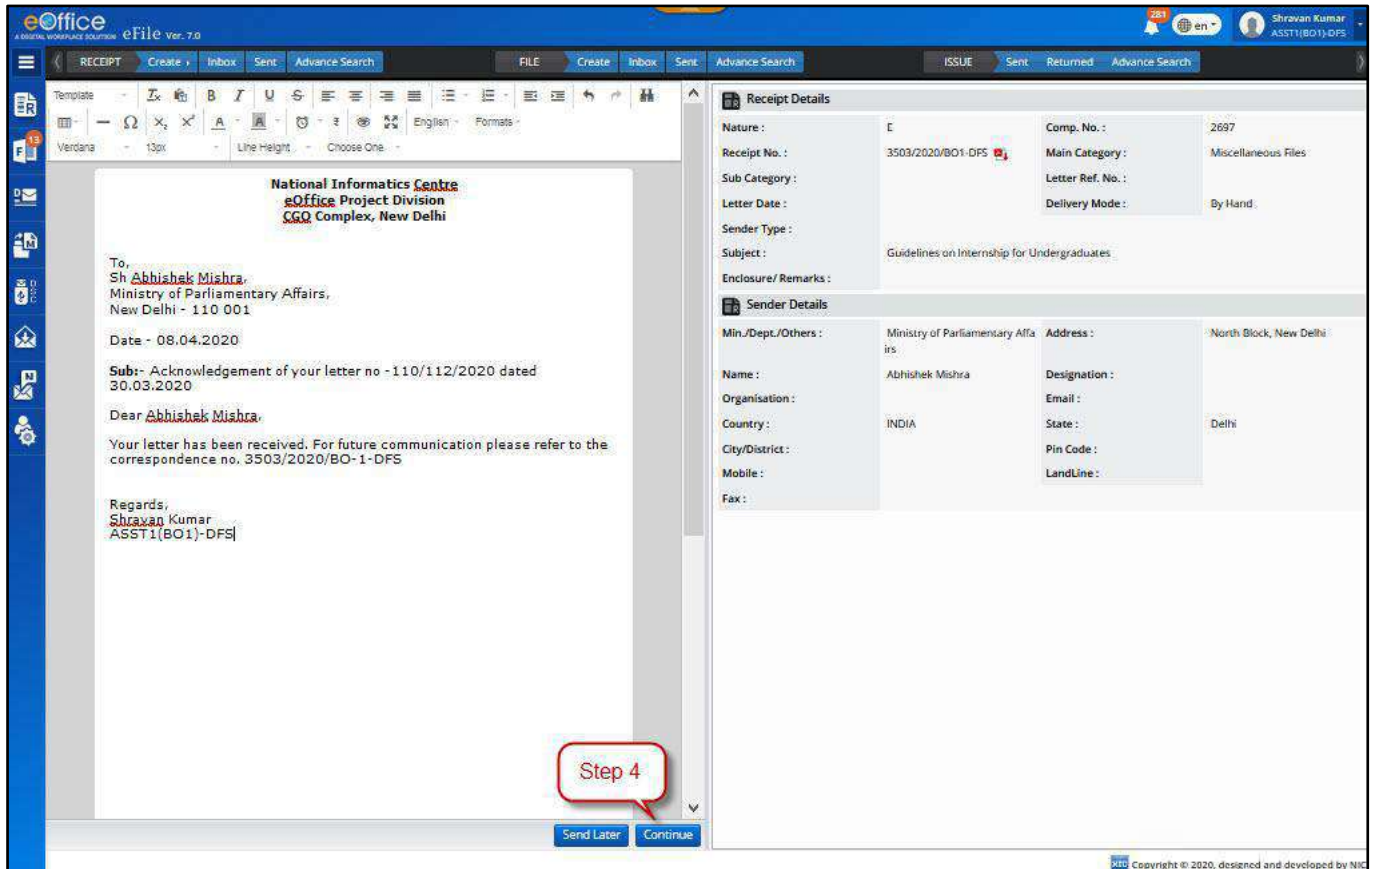 eOffice
A DIGITAL WORKPLACE SOLUTION eFile Ver. 7.0
281
en
Shravan Kumar
ASST1(BO1)-DFS
RECEIPT Create Inbox Sent Advance Search FILE Create Inbox Sent Advance Search ISSUE Sent Returned Advance Search
13
Template
English Formats
Verdana 13px Line Height Choose One
National Informatics Centre
eOffice Project Division
CGO Complex, New Delhi
To,
Sh Abhishek Mishra,
Ministry of Parliamentary Affairs,
New Delhi - 110 001
Date - 08.04.2020
Sub:- Acknowledgement of your letter no -110/112/2020 dated
30.03.2020
Dear Abhishek Mishra,
Your letter has been received. For future communication please refer to the
correspondence no. 3503/2020/BO-1-DFS
Regards,
Shravan Kumar
ASST1(BO1)-DFS
Step 4
Send Later Continue
Receipt Details
Nature : E Comp. No. : 2697
Receipt No. : 3503/2020/BO1-DFS Main Category : Miscellaneous Files
Sub Category : Letter Ref. No. :
Letter Date : Delivery Mode : By Hand
Sender Type :
Subject : Guidelines on Internship for Undergraduates
Enclosure/ Remarks :
Sender Details
Min./Dept./Others : Ministry of Parliamentary Affa Address : North Block, New Delhi
irs
Name : Abhishek Mishra Designation :
Organisation : Email :
Country : INDIA State : Delhi
City/District : Pin Code :
Mobile : LandLine :
Fax :
NIC Copyright © 2020, designed and developed by NIC